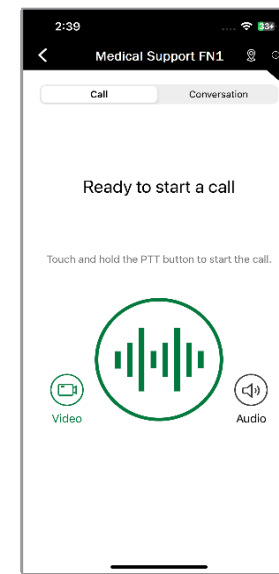 2:39
33
Medical Support FN1
Call Conversation
Ready to start a call
Touch and hold the PTT button to start the call.
Video Audio